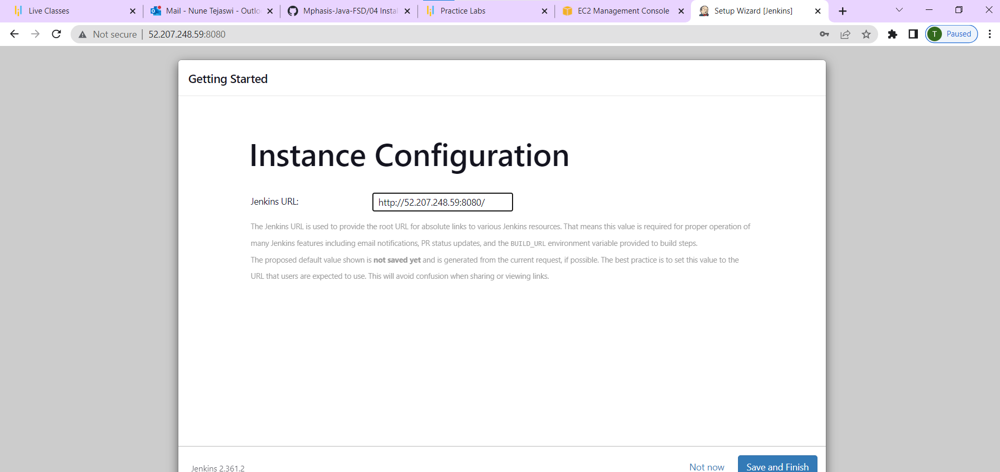 Live Classes
Mail - Nune Tejaswi - Outlo
Mphasis-Java-FSD/04 Instal
Practice Labs
EC2 Management Console
Setup Wizard [Jenkins]
Not secure
52.207.248.59:8080
T
Paused
Getting Started
Instance Configuration
Jenkins URL:
http://52.207.248.59:8080/
The Jenkins URL is used to provide the root URL for absolute links to various Jenkins resources. That means this value is required for proper operation of
many Jenkins features including email notifications, PR status updates, and the BUILD_URL environment variable provided to build steps.
The proposed default value shown is not saved yet and is generated from the current request, if possible. The best practice is to set this value to the
URL that users are expected to use. This will avoid confusion when sharing or viewing links.
Jenkins 2.361.2
Not now
Save and Finish